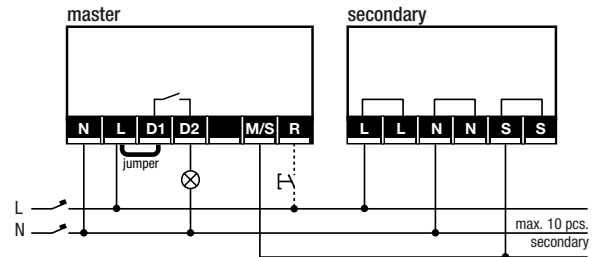 master secondary
N L D1 D2 M/S R L L N N S S
jumper
L
N max. 10 pcs.
secondary